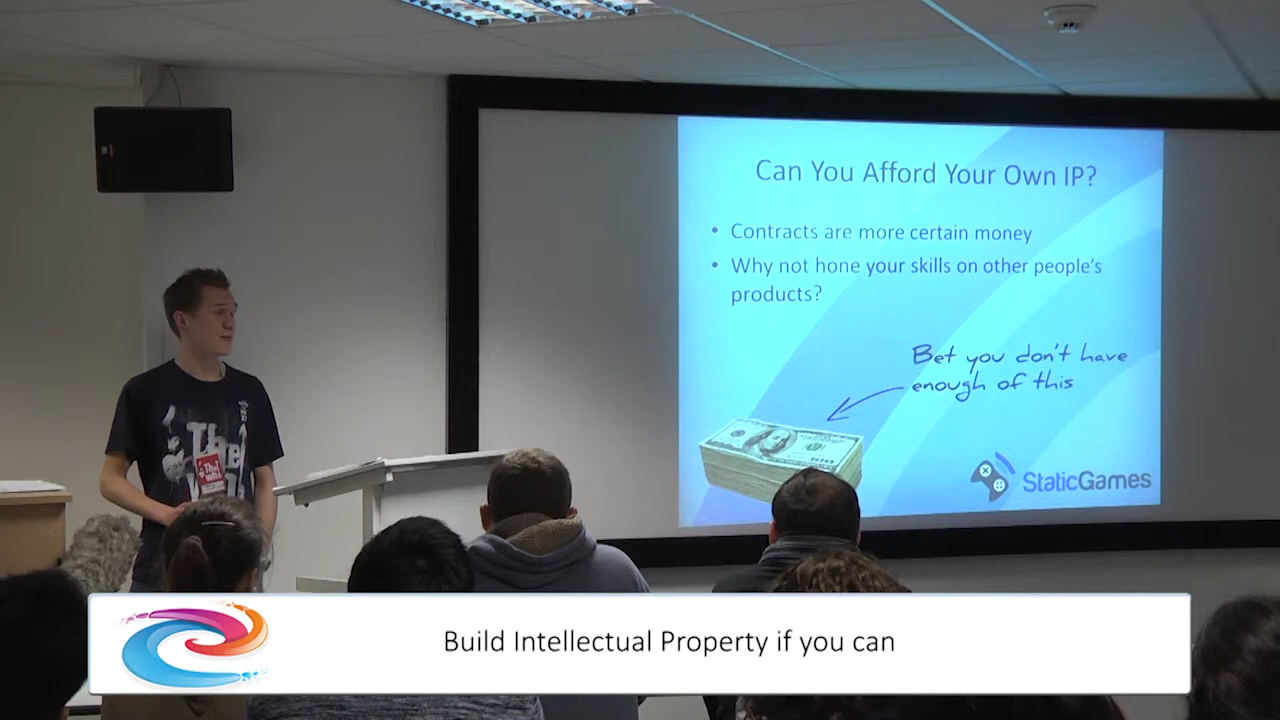 Can You Afford Your Own IP?
• Contracts are more certain money
• Why not hone your skills on other people's
products?
Bet you don't have
enough of this
StaticGames
The
Build Intellectual Property if you can